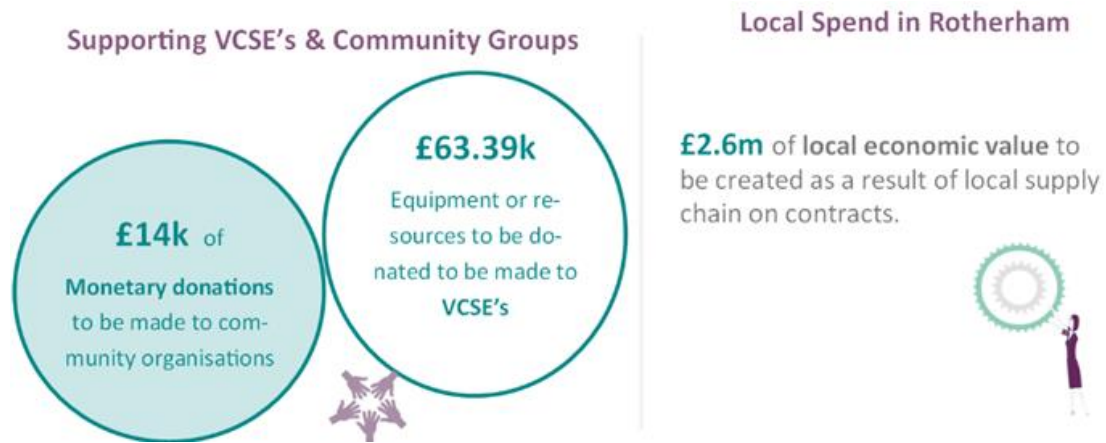 Supporting VCSE's & Community Groups
£14k of
Monetary donations
to be made to com-
munity organisations
£63.39k
Equipment or re-
sources to be do-
nated to be made to
VCSE's
Local Spend in Rotherham
£2.6m of local economic value to
be created as a result of local supply
chain on contracts.